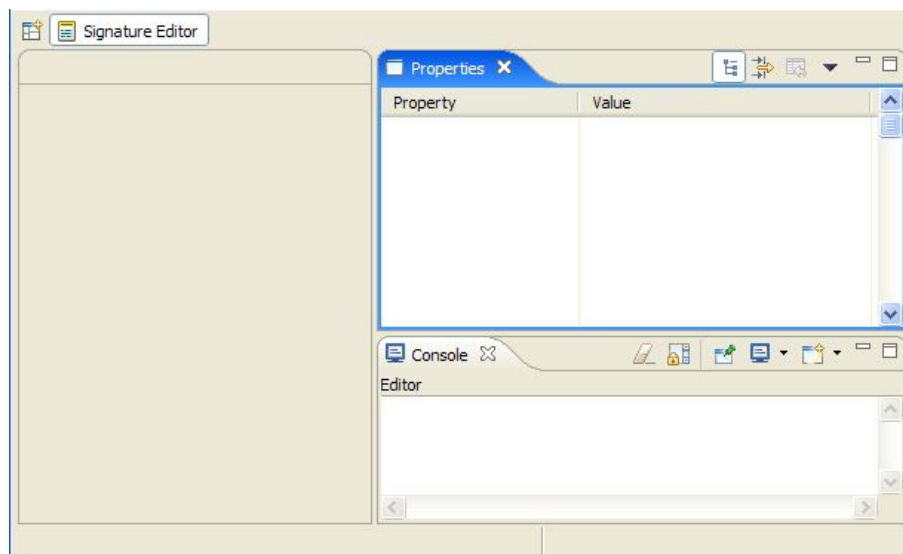 Signature Editor
Properties
Property Value
Console
Editor